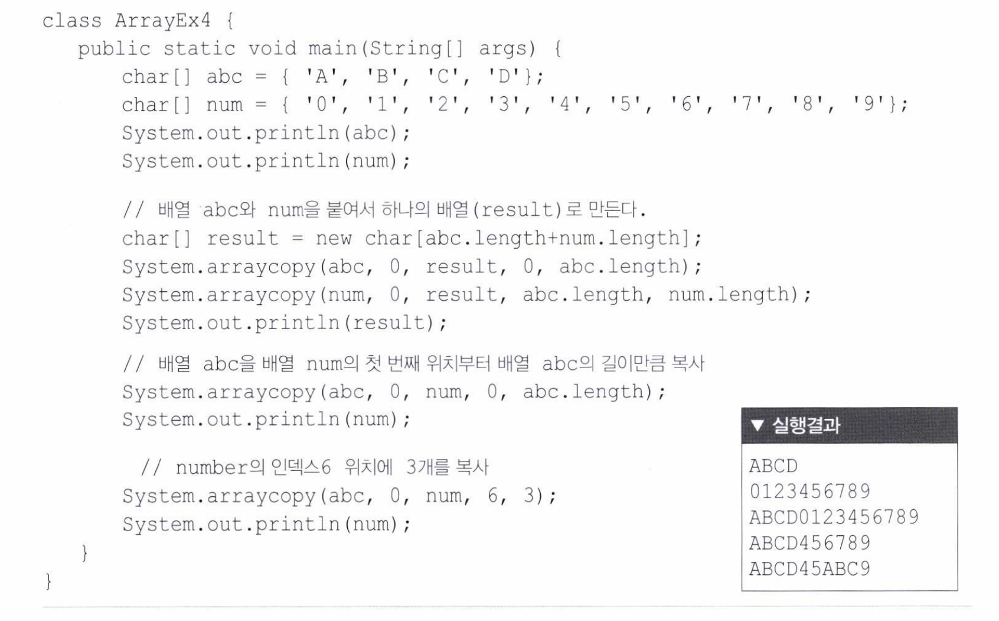 class ArrayEx4 {
public static void main(String[] args) {
char[] abc = { 'A', 'B', 'C', 'D'};
char[] num = { '0', '1', '2', '3', '4', '5', '6', '7', '8', '9'};
System.out.println(abc);
System.out.println(num);
// 배열 abc와 num을 붙여서 하나의 배열(result)로 만든다.
char[] result = new char[abc.length+num.length];
System.arraycopy(abc, 0, result, 0, abc.length);
System.arraycopy(num, 0, result, abc.length, num.length);
System.out.println(result);
// 배열 abc을 배열 num의 첫 번째 위치부터 배열 abc의 길이만큼 복사
System.arraycopy(abc, 0, num, 0, abc.length);
System.out.println(num);
// number의 인덱스6 위치에 3개를 복사
System.arraycopy(abc, 0, num, 6, 3);
System.out.println(num);
}
}
▼ 실행결과
ABCD
0123456789
ABCD0123456789
ABCD456789
ABCD45ABC9